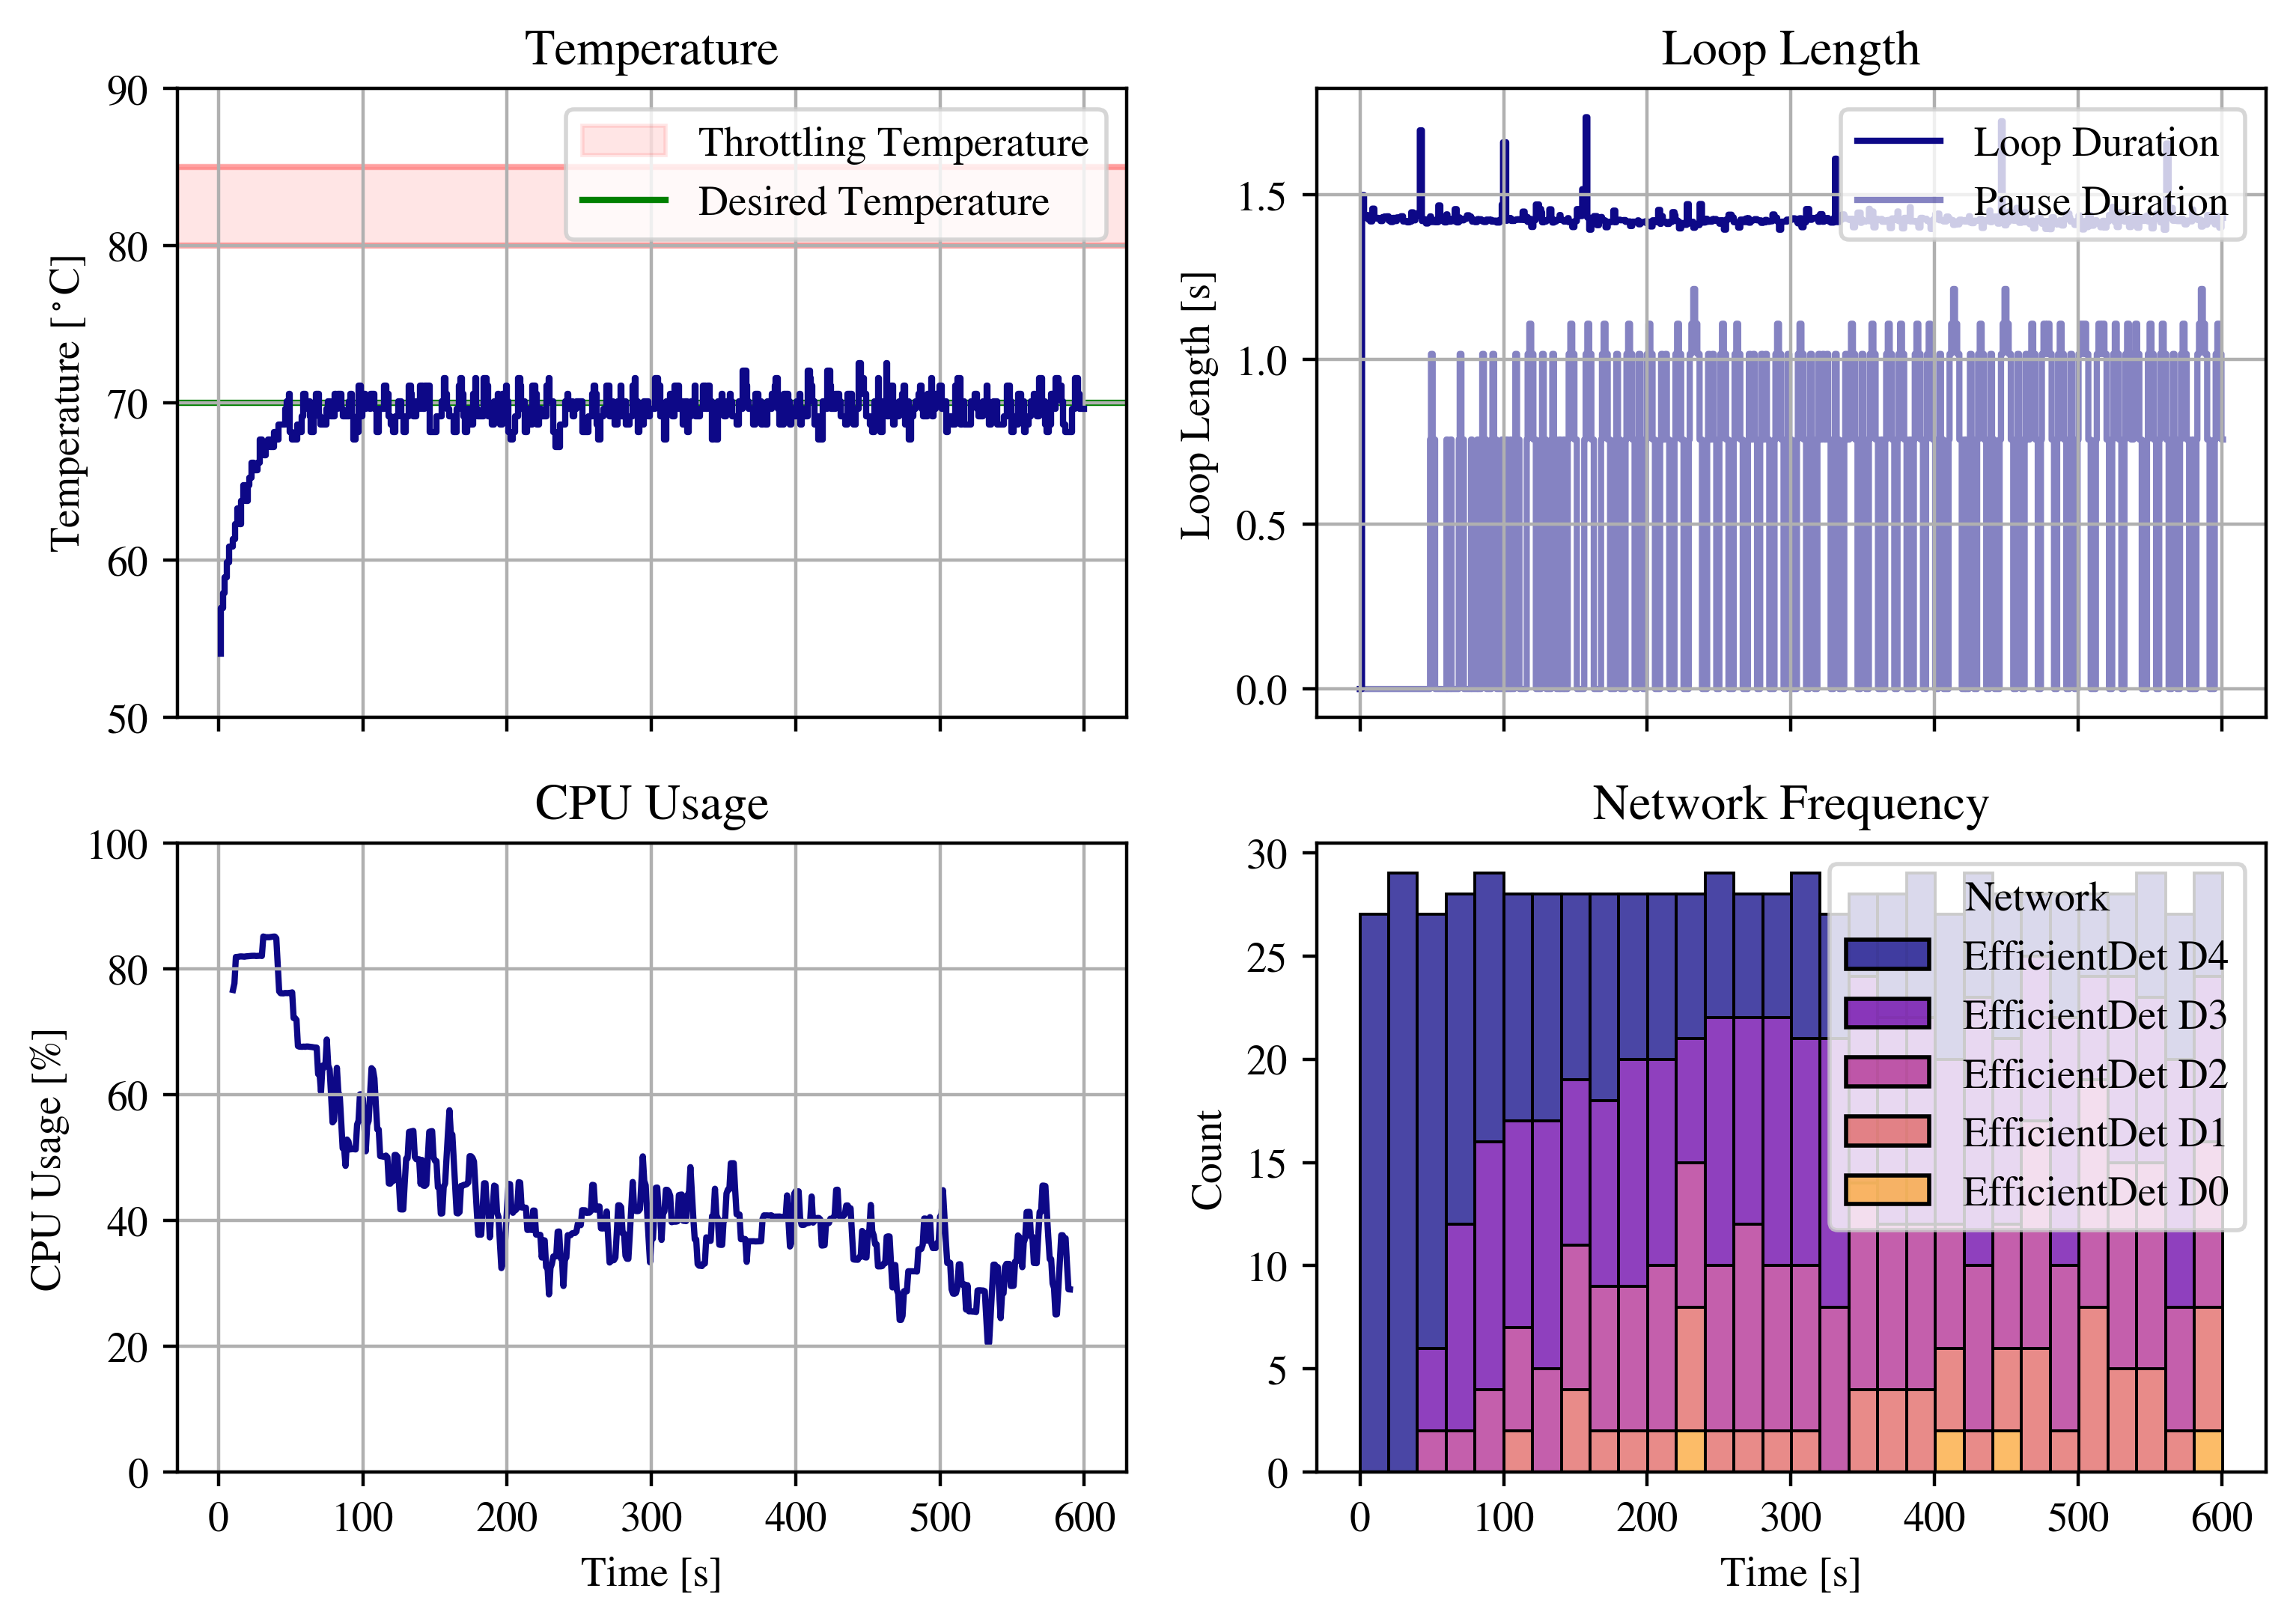 Temperature
90
80
70
60
50
Temperature [°C]
Throttling Temperature
Desired Temperature
Loop Length
1.5
1.0
0.5
0.0
Loop Length [s]
Loop Duration
Pause Duration
CPU Usage
100
80
60
40
20
0
CPU Usage [%]
0 100 200 300 400 500 600
Time [s]
Network Frequency
30
25
20
15
10
5
0
Count
Network
EfficientDet D4
EfficientDet D3
EfficientDet D2
EfficientDet D1
EfficientDet D0
0 100 200 300 400 500 600
Time [s]